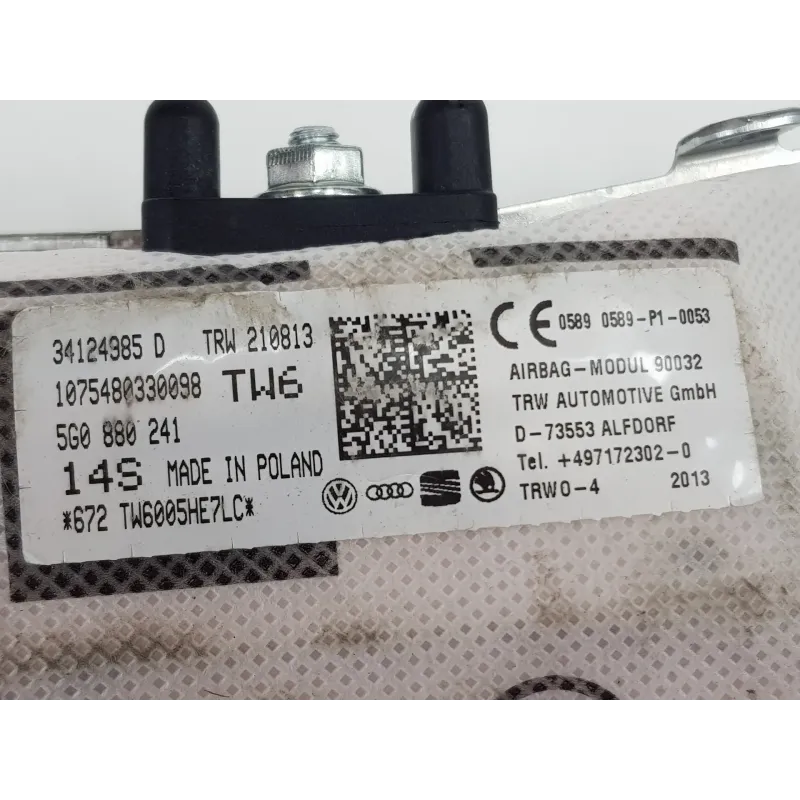 34124985 D TRW 210813
1075480330098 TW6
5G0 880 241
14S MADE IN POLAND
*672 TW6005HE7LC*
CE 0589 0589-P1-0053
AIRBAG-MODUL 90032
TRW AUTOMOTIVE GmbH
D-73553 ALFDORF
Tel. +497172302-0
TRWO-4 2013